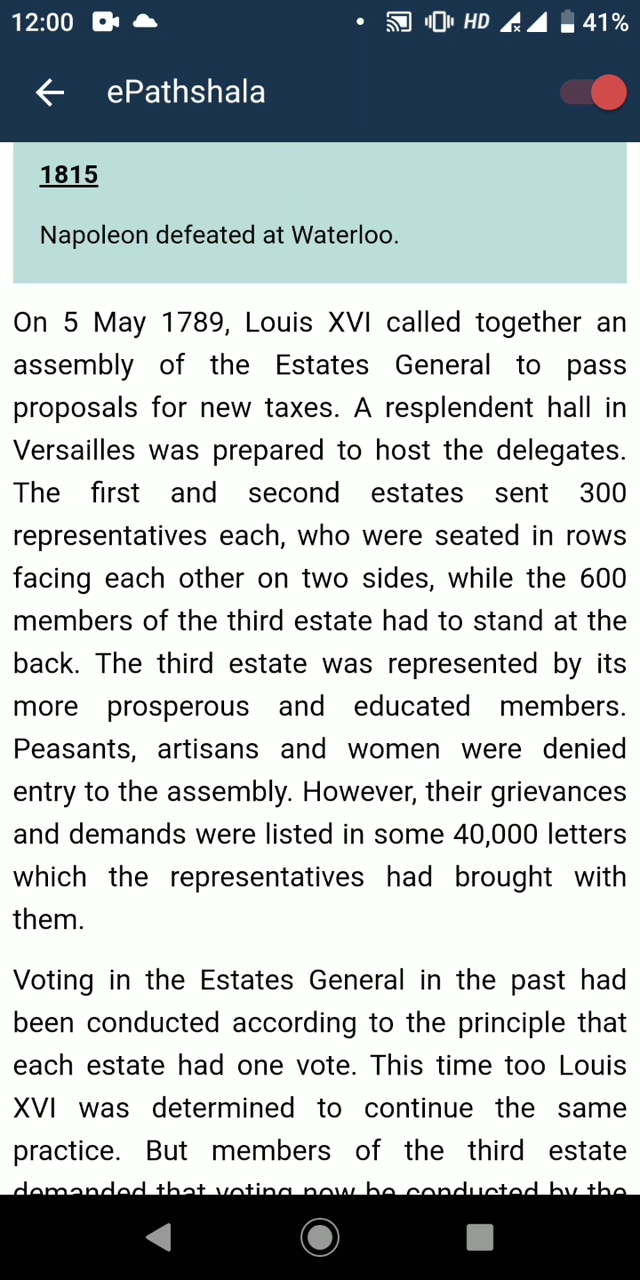 12:00 HD 41%
ePathshala
1815
Napoleon defeated at Waterloo.
On 5 May 1789, Louis XVI called together an
assembly of the Estates General to pass
proposals for new taxes. A resplendent hall in
Versailles was prepared to host the delegates.
The first and second estates sent 300
representatives each, who were seated in rows
facing each other on two sides, while the 600
members of the third estate had to stand at the
back. The third estate was represented by its
more prosperous and educated members.
Peasants, artisans and women were denied
entry to the assembly. However, their grievances
and demands were listed in some 40,000 letters
which the representatives had brought with
them.
Voting in the Estates General in the past had
been conducted according to the principle that
each estate had one vote. This time too Louis
XVI was determined to continue the same
practice. But members of the third estate
demanded that voting now be conducted by the